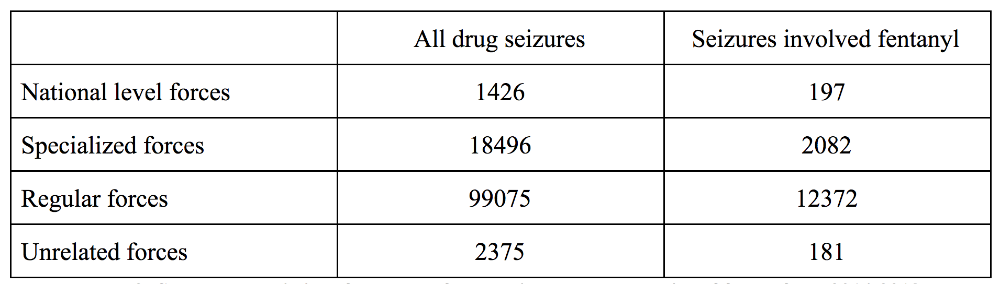 All drug seizures Seizures involved fentanyl
National level forces 1426 197
Specialized forces 18496 2082
Regular forces 99075 12372
Unrelated forces 2375 181